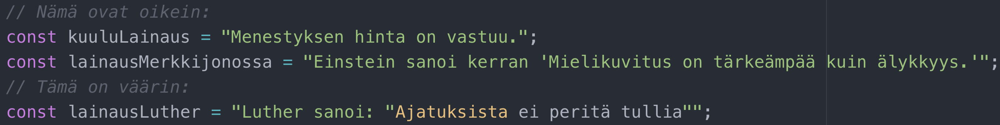 // Nämä ovat oikein:
const kuuluLainaus = "Menestyksen hinta on vastuu.";
const lainausMerkkijonossa = "Einstein sanoi kerran 'Mielikuvitus on tärkeämpää kuin älykkyys.'";
// Tämä on väärin:
const lainausLuther = "Luther sanoi: "Ajatuksista ei peritä tullia"";